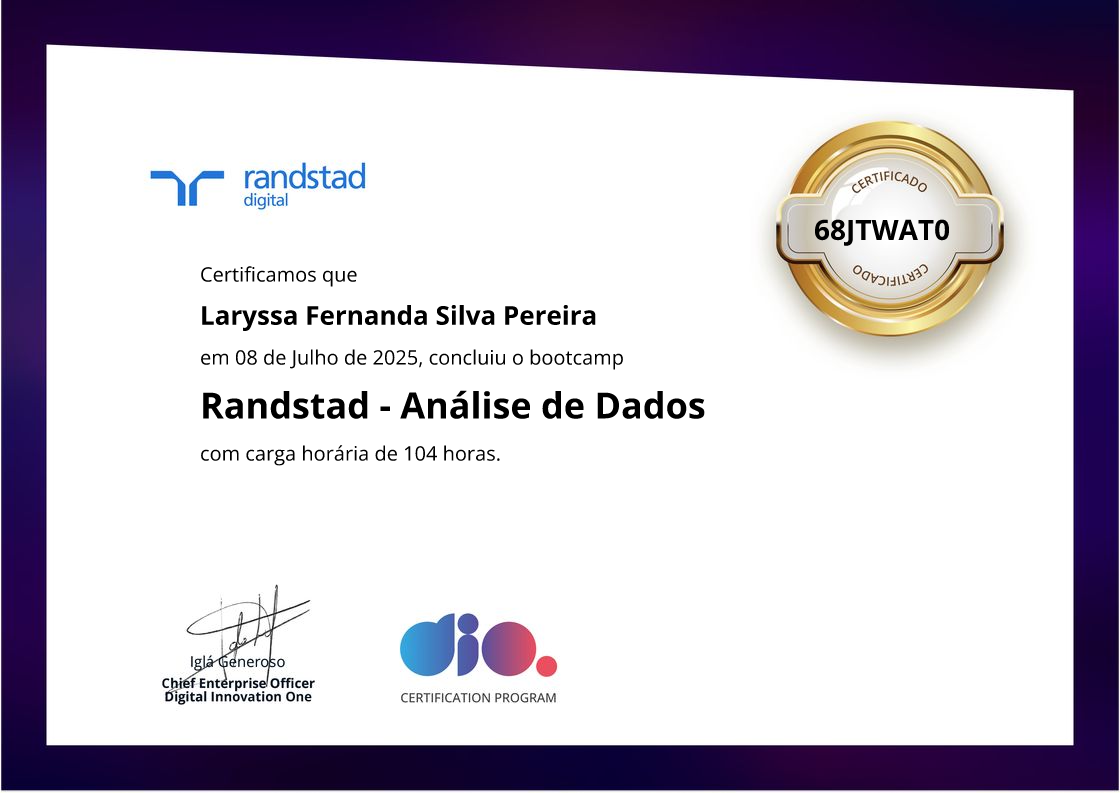 randstad
digital
CERTIFICADO
68JTWAT0
CERTIFICADO
Certificamos que
Laryssa Fernanda Silva Pereira
em 08 de Julho de 2025, concluiu o bootcamp
Randstad - Análise de Dados
com carga horária de 104 horas.
Iglá Generoso
Chief Enterprise Officer
Digital Innovation One
dio.
CERTIFICATION PROGRAM